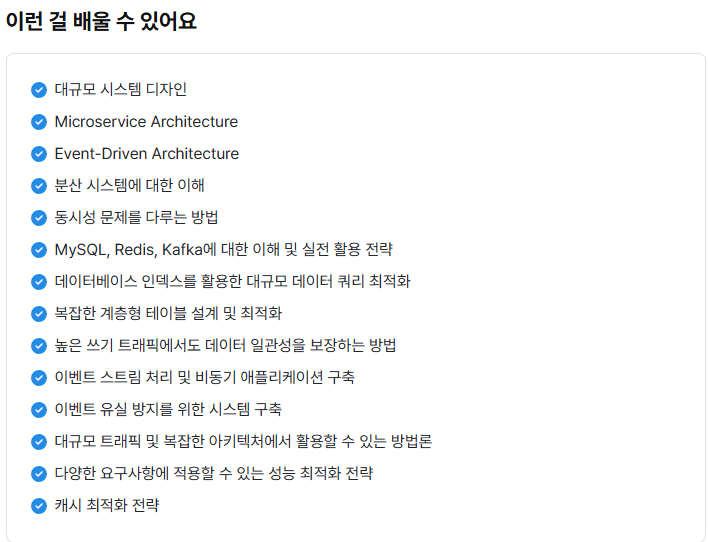 이런 걸 배울 수 있어요
대규모 시스템 디자인
Microservice Architecture
Event-Driven Architecture
분산 시스템에 대한 이해
동시성 문제를 다루는 방법
MySQL, Redis, Kafka에 대한 이해 및 실전 활용 전략
데이터베이스 인덱스를 활용한 대규모 데이터 쿼리 최적화
복잡한 계층형 테이블 설계 및 최적화
높은 쓰기 트래픽에서도 데이터 일관성을 보장하는 방법
이벤트 스트림 처리 및 비동기 애플리케이션 구축
이벤트 유실 방지를 위한 시스템 구축
대규모 트래픽 및 복잡한 아키텍처에서 활용할 수 있는 방법론
다양한 요구사항에 적용할 수 있는 성능 최적화 전략
캐시 최적화 전략